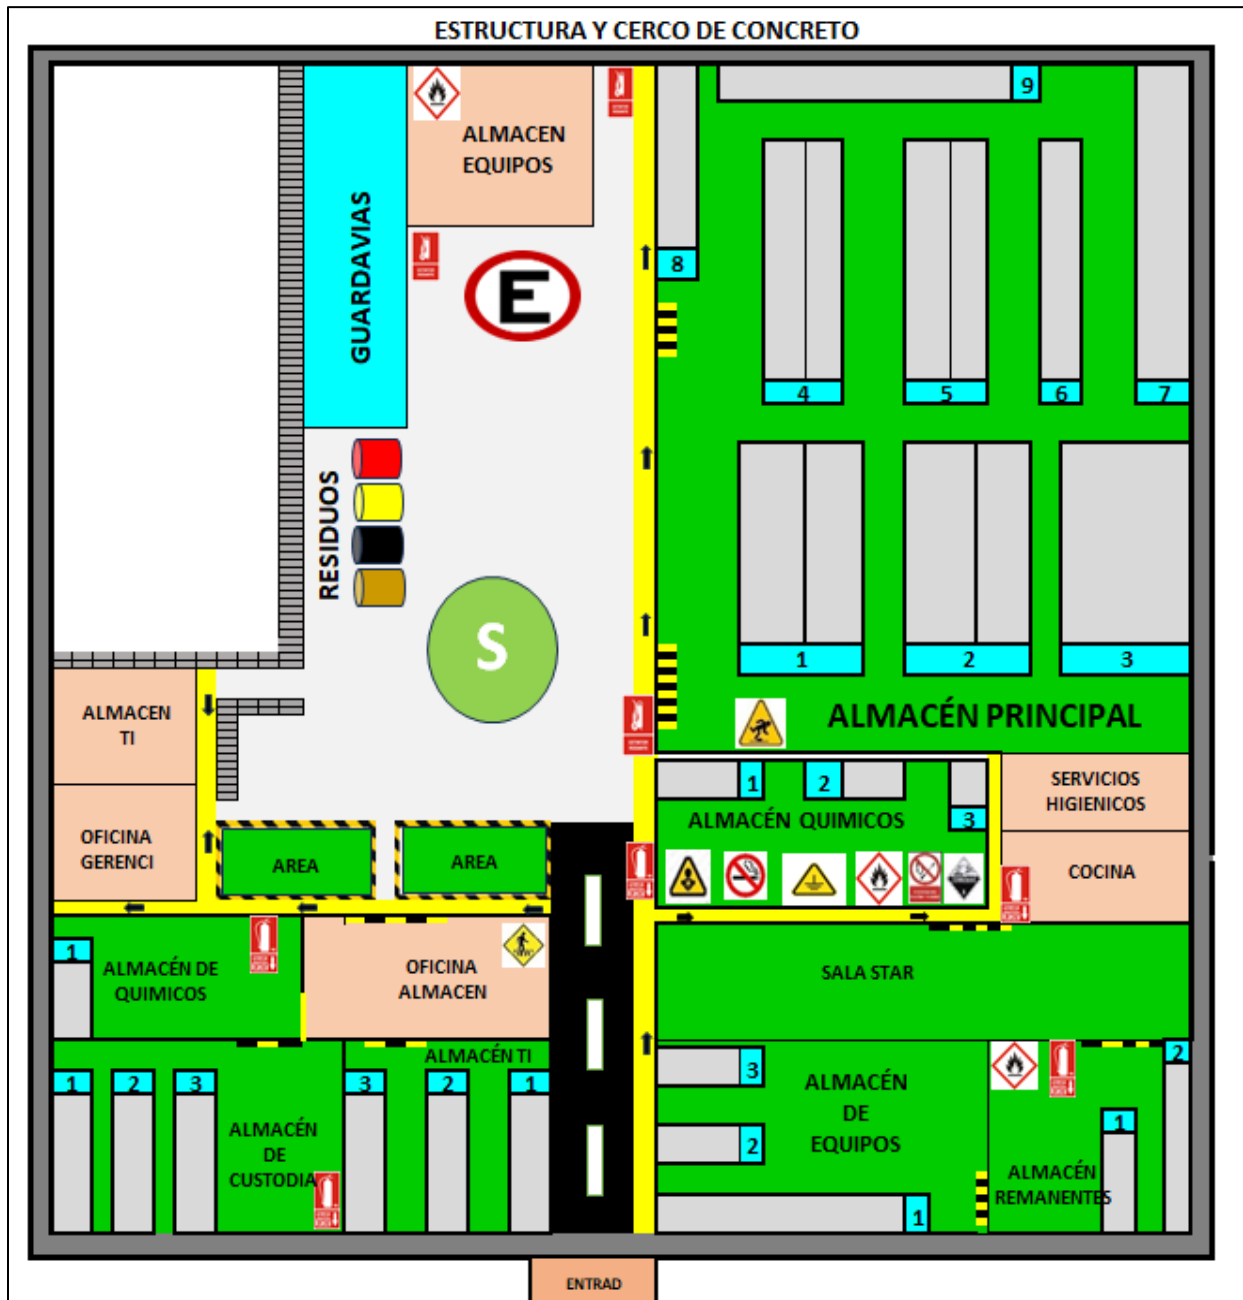 ESTRUCTURA Y CERCO DE CONCRETO
ALMACEN
EQUIPOS
GUARDAVIAS
E
RESIDUOS
S
9
8
4
5
6
7
1
2
3
ALMACÉN PRINCIPAL
ALMACEN
TI
OFICINA
GERENCI
AREA
AREA
1
2
3
ALMACÉN QUIMICOS
SERVICIOS
HIGIENICOS
COCINA
1
ALMACÉN DE
QUIMICOS
OFICINA
ALMACEN
SALA STAR
1
2
3
ALMACÉN
DE
CUSTODIA
ALMACÉN TI
3
2
1
3
2
1
ALMACÉN
DE
EQUIPOS
2
1
ALMACÉN
REMANENTES
ENTRAD